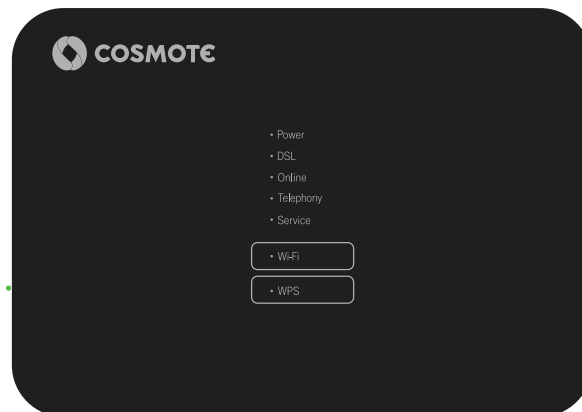 COSMOTE
• Power
• DSL
• Online
• Telephony
• Service
• Wi-Fi
• WPS